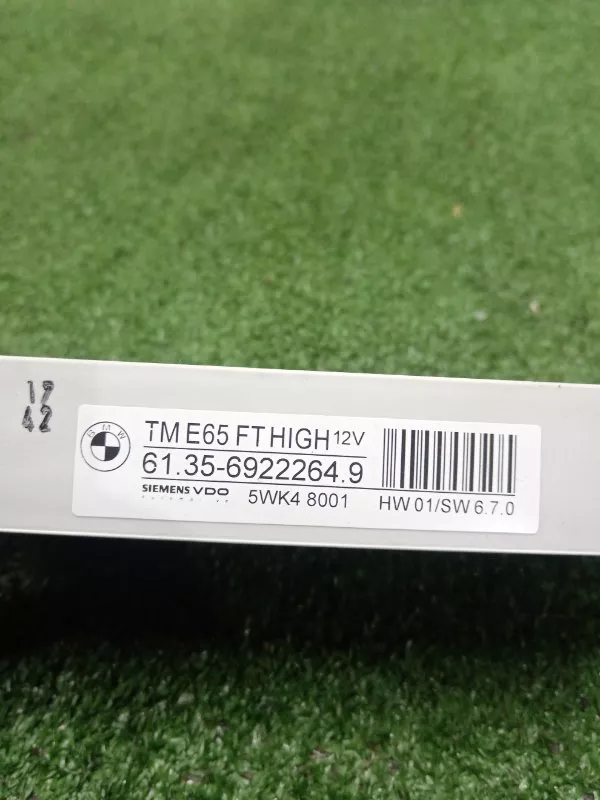 19
42
BMW
TM E65 FT HIGH 12V
61.35-6922264.9
SIEMENS VDO
5WK4 8001
HW 01/SW 6.7.0